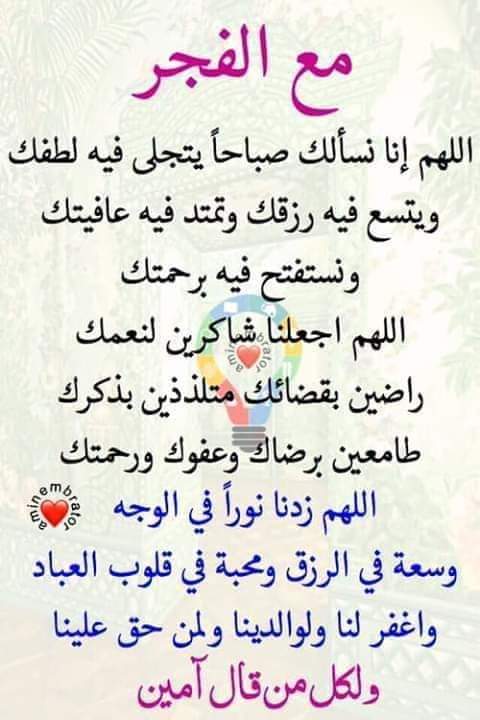 مع الفجر
اللهم إنا نسألك صباحاً يتجلى فيه لطفك
ويتسع فيه رزقك وتمتد فيه عافيتك
ونستفتح فيه برحمتك
اللهم اجعلنا شاكرين لنعمك
راضين بقضائك متلذذين بذكرك
طامعين برضاك وعفوك ورحمتك
اللهم زدنا نوراً في الوجه
وسعة في الرزق ومحبة في قلوب العباد
واغفر لنا ولوالدينا ولمن حق علينا
ولكل من قال آمين
aminembrator
aminembrator